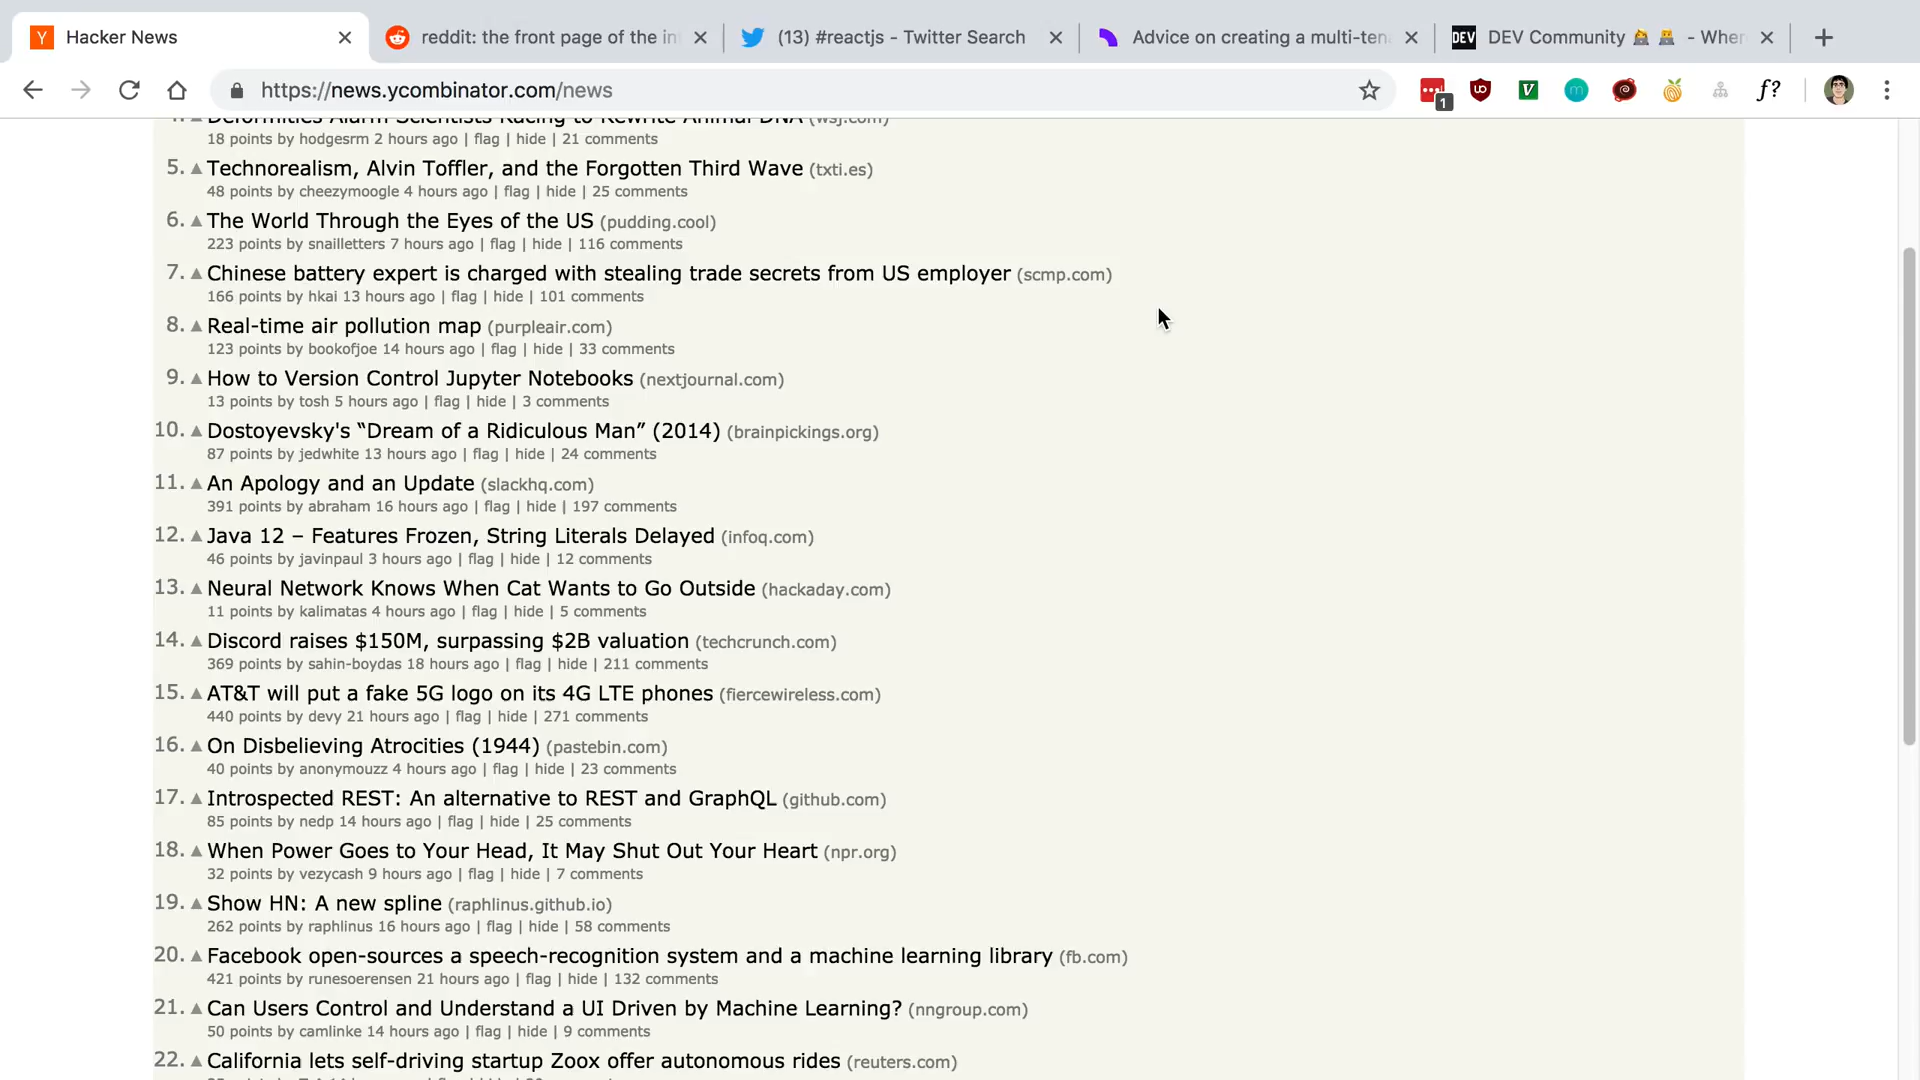 Hacker News
reddit: the front page of the in
(13) #reactjs - Twitter Search
Advice on creating a multi-ten
DEV
DEV Community 👩‍💻👨‍💻 - Wher
https://news.ycombinator.com/news
1
f?
4. Deformities Alarm Scientists Racing to Rewrite Animal DNA (wsj.com)
18 points by hodgesrm 2 hours ago | flag | hide | 21 comments
5. Technorealism, Alvin Toffler, and the Forgotten Third Wave (txti.es)
48 points by cheezymoogle 4 hours ago | flag | hide | 25 comments
6. The World Through the Eyes of the US (pudding.cool)
223 points by snailletters 7 hours ago | flag | hide | 116 comments
7. Chinese battery expert is charged with stealing trade secrets from US employer (scmp.com)
166 points by hkai 13 hours ago | flag | hide | 101 comments
8. Real-time air pollution map (purpleair.com)
123 points by bookofjoe 14 hours ago | flag | hide | 33 comments
9. How to Version Control Jupyter Notebooks (nextjournal.com)
13 points by tosh 5 hours ago | flag | hide | 3 comments
10. Dostoyevsky's “Dream of a Ridiculous Man” (2014) (brainpickings.org)
87 points by jedwhite 13 hours ago | flag | hide | 24 comments
11. An Apology and an Update (slackhq.com)
391 points by abraham 16 hours ago | flag | hide | 197 comments
12. Java 12 – Features Frozen, String Literals Delayed (infoq.com)
46 points by javinpaul 3 hours ago | flag | hide | 12 comments
13. Neural Network Knows When Cat Wants to Go Outside (hackaday.com)
11 points by kalimatas 4 hours ago | flag | hide | 5 comments
14. Discord raises $150M, surpassing $2B valuation (techcrunch.com)
369 points by sahin-boydas 18 hours ago | flag | hide | 211 comments
15. AT&T will put a fake 5G logo on its 4G LTE phones (fiercewireless.com)
440 points by devy 21 hours ago | flag | hide | 271 comments
16. On Disbelieving Atrocities (1944) (pastebin.com)
40 points by anonymouzz 4 hours ago | flag | hide | 23 comments
17. Introspected REST: An alternative to REST and GraphQL (github.com)
85 points by nedp 14 hours ago | flag | hide | 25 comments
18. When Power Goes to Your Head, It May Shut Out Your Heart (npr.org)
32 points by vezycash 9 hours ago | flag | hide | 7 comments
19. Show HN: A new spline (raphlinus.github.io)
262 points by raphlinus 16 hours ago | flag | hide | 58 comments
20. Facebook open-sources a speech-recognition system and a machine learning library (fb.com)
421 points by runesoerensen 21 hours ago | flag | hide | 132 comments
21. Can Users Control and Understand a UI Driven by Machine Learning? (nngroup.com)
50 points by camlinke 14 hours ago | flag | hide | 9 comments
22. California lets self-driving startup Zoox offer autonomous rides (reuters.com)